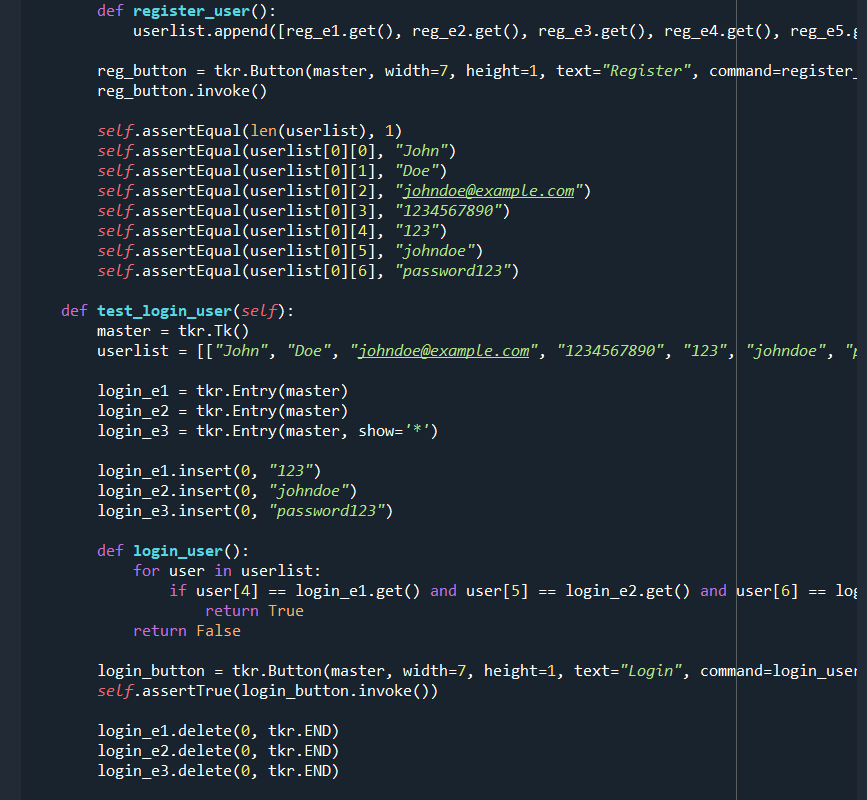 def register_user():
userlist.append([reg_e1.get(), reg_e2.get(), reg_e3.get(), reg_e4.get(), reg_e5.g
reg_button = tkr.Button(master, width=7, height=1, text="Register", command=register_
reg_button.invoke()
self.assertEqual(len(userlist), 1)
self.assertEqual(userlist[0][0], "John")
self.assertEqual(userlist[0][1], "Doe")
self.assertEqual(userlist[0][2], "johndoe@example.com")
self.assertEqual(userlist[0][3], "1234567890")
self.assertEqual(userlist[0][4], "123")
self.assertEqual(userlist[0][5], "johndoe")
self.assertEqual(userlist[0][6], "password123")
def test_login_user(self):
master = tkr.Tk()
userlist = [["John", "Doe", "johndoe@example.com", "1234567890", "123", "johndoe", "p
login_e1 = tkr.Entry(master)
login_e2 = tkr.Entry(master)
login_e3 = tkr.Entry(master, show='*')
login_e1.insert(0, "123")
login_e2.insert(0, "johndoe")
login_e3.insert(0, "password123")
def login_user():
for user in userlist:
if user[4] == login_e1.get() and user[5] == login_e2.get() and user[6] == log
return True
return False
login_button = tkr.Button(master, width=7, height=1, text="Login", command=login_user
self.assertTrue(login_button.invoke())
login_e1.delete(0, tkr.END)
login_e2.delete(0, tkr.END)
login_e3.delete(0, tkr.END)